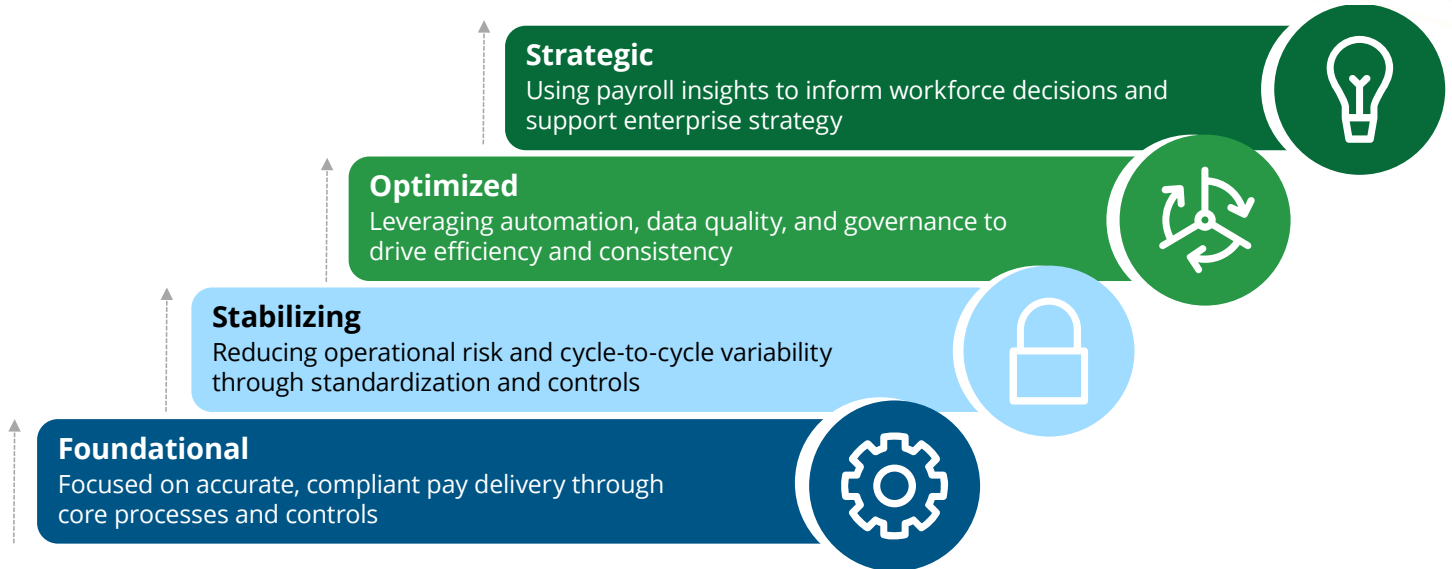 Strategic
Using payroll insights to inform workforce decisions and
support enterprise strategy
Optimized
Leveraging automation, data quality, and governance to
drive efficiency and consistency
Stabilizing
Reducing operational risk and cycle-to-cycle variability
through standardization and controls
Foundational
Focused on accurate, compliant pay delivery through
core processes and controls